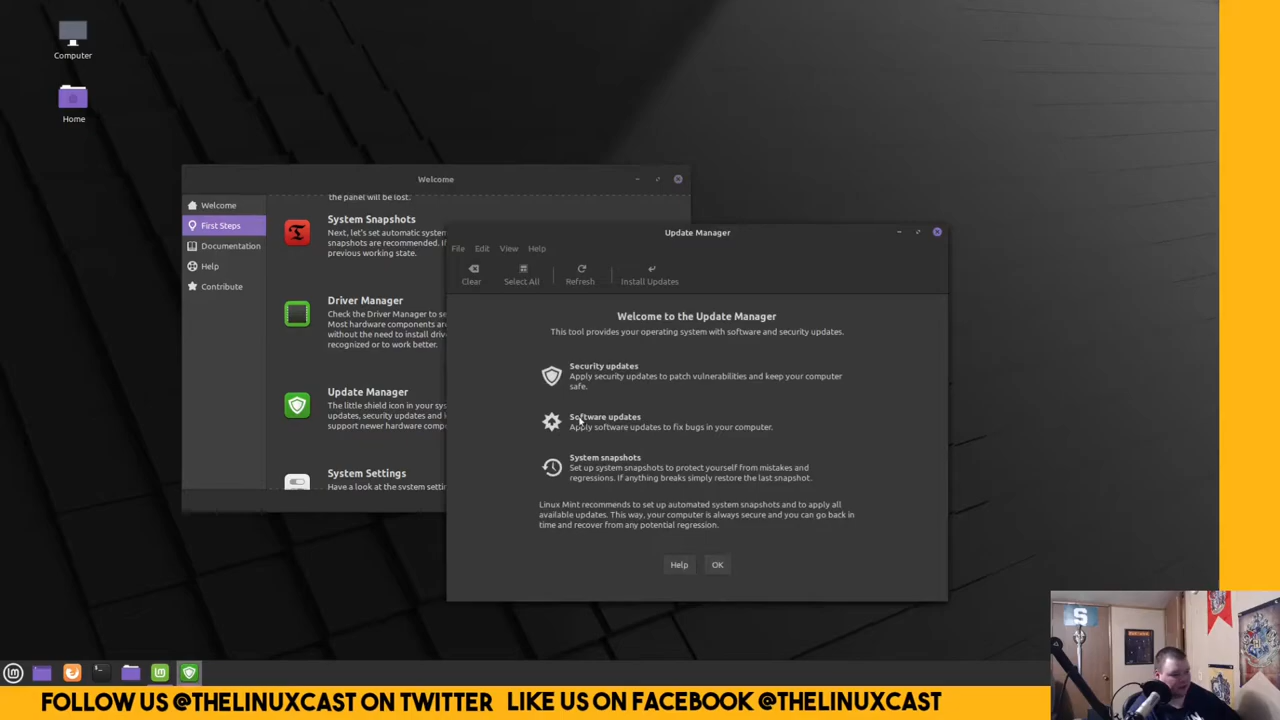 Computer
Home
Welcome
Welcome
First Steps
Documentation
Help
Contribute
the panel will be lost.
System Snapshots
Next, let's set automatic system
snapshots are recommended. I
previous working state.
Driver Manager
Check the Driver Manager to se
Most hardware components are
without the need to install drive
recognized or to work better.
Update Manager
The little shield icon in your sys
updates, security updates and k
support newer hardware compo
System Settings
Have a look at the system settin
Update Manager
File Edit View Help
Clear Select All Refresh Install Updates
Welcome to the Update Manager
This tool provides your operating system with software and security updates.
Security updates
Apply security updates to patch vulnerabilities and keep your computer
safe.
Software updates
Apply software updates to fix bugs in your computer.
System snapshots
Set up system snapshots to protect yourself from mistakes and
regressions. If anything breaks simply restore the last snapshot.
Linux Mint recommends to set up automated system snapshots and to apply all
available updates. This way, your computer is always secure and you can go back in
time and recover from any potential regression.
Help OK
S
FOLLOW US @THELINUXCAST ON TWITTER LIKE US ON FACEBOOK @THELINUXCAST